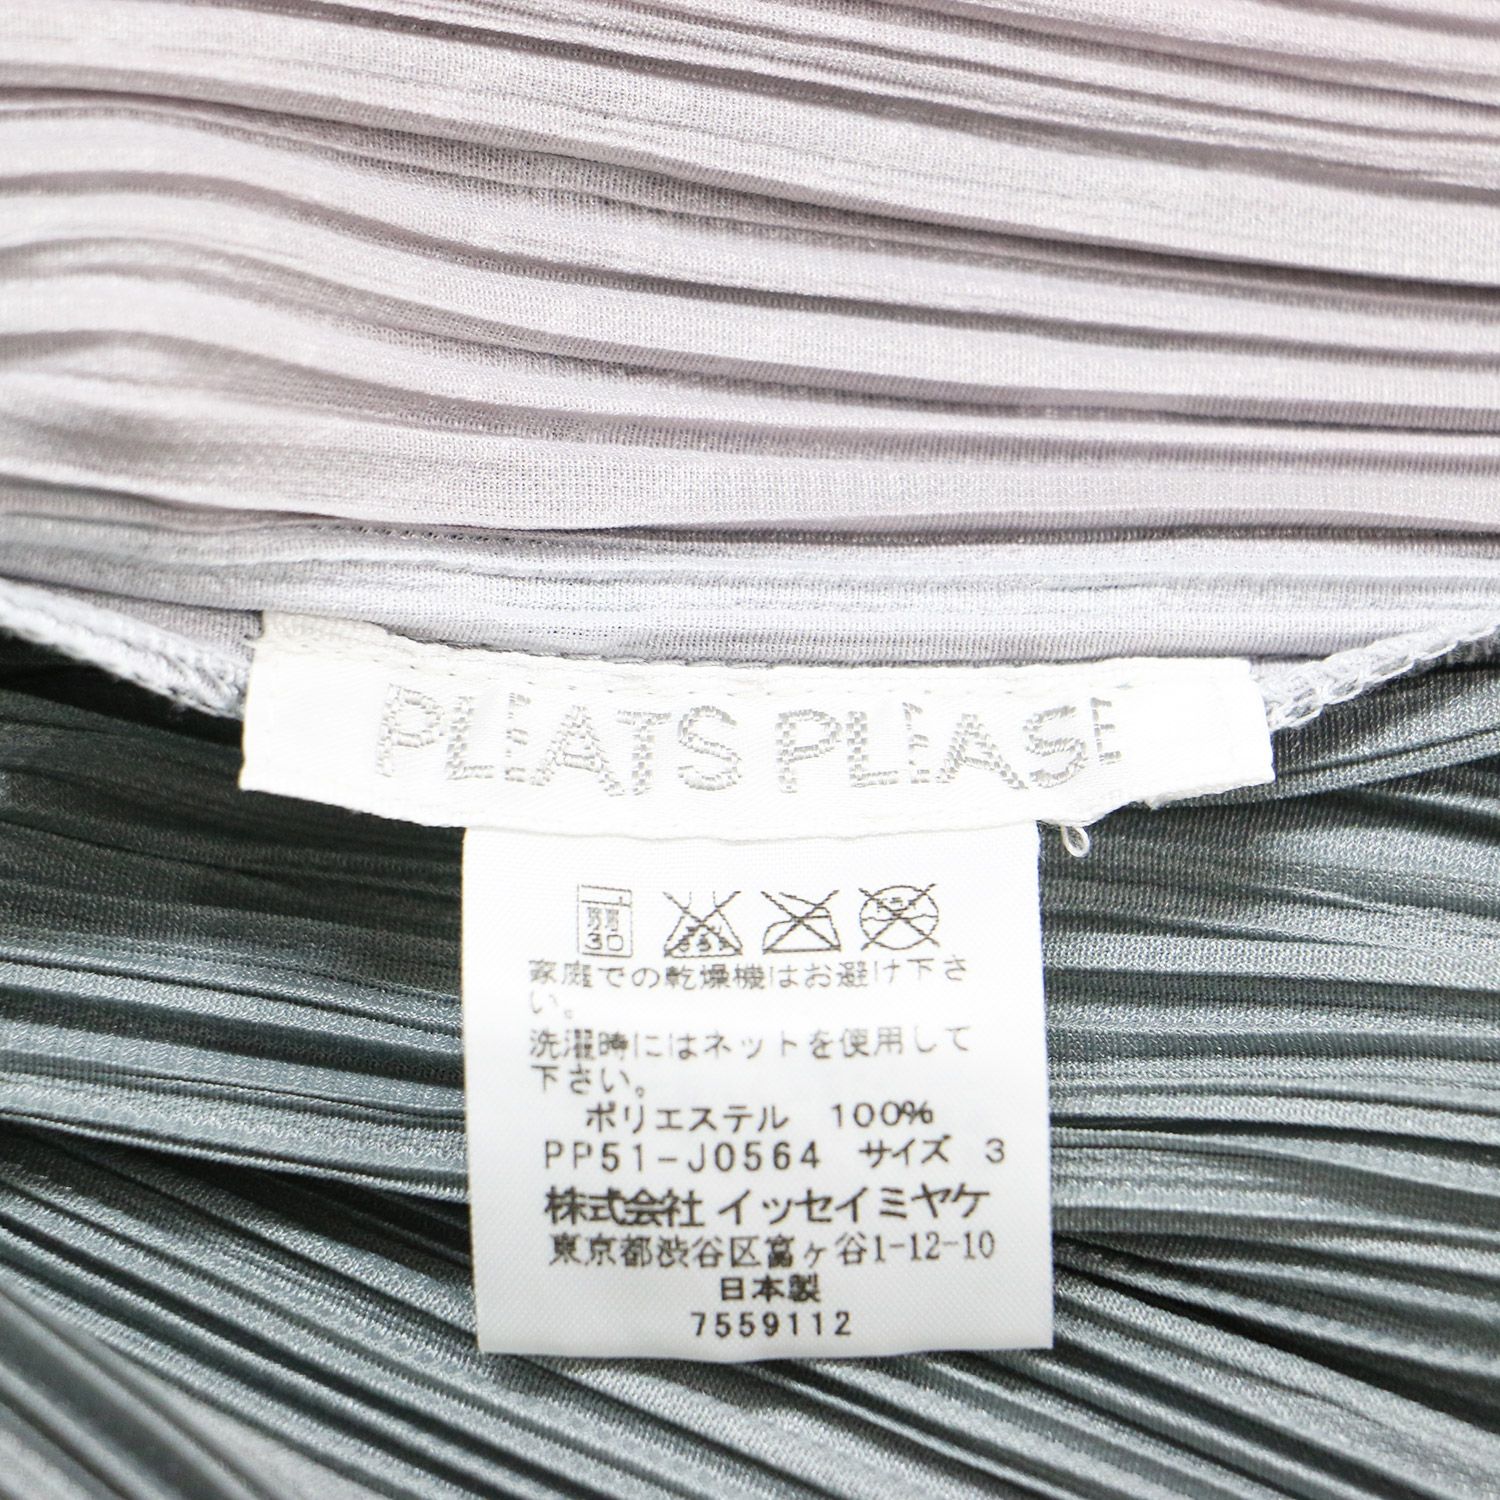 PLEATS PLEASE
30
家庭での乾燥機はお避け下さ
い。
洗濯時にはネットを使用して
下さい。
ポリエステル 100%
PP51-J0564 サイズ 3
株式会社 イッセイミヤケ
東京都渋谷区富ヶ谷1-12-10
日本製
7559112